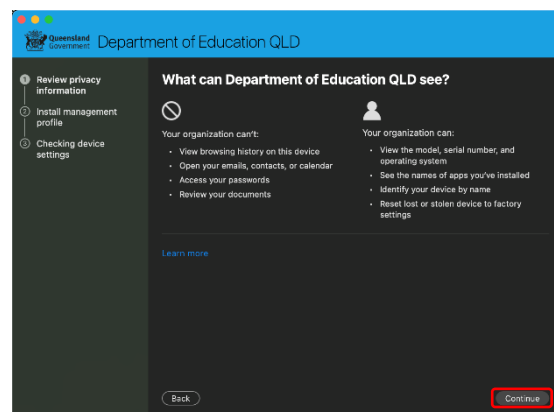 Queensland
Government
Department of Education QLD
1 Review privacy
information
2 Install management
profile
3 Checking device
settings
What can Department of Education QLD see?
Your organization can't:
• View browsing history on this device
• Open your emails, contacts, or calendar
• Access your passwords
• Review your documents
Your organization can:
• View the model, serial number, and
operating system
• See the names of apps you've installed
• Identify your device by name
• Reset lost or stolen device to factory
settings
Learn more
Back
Continue